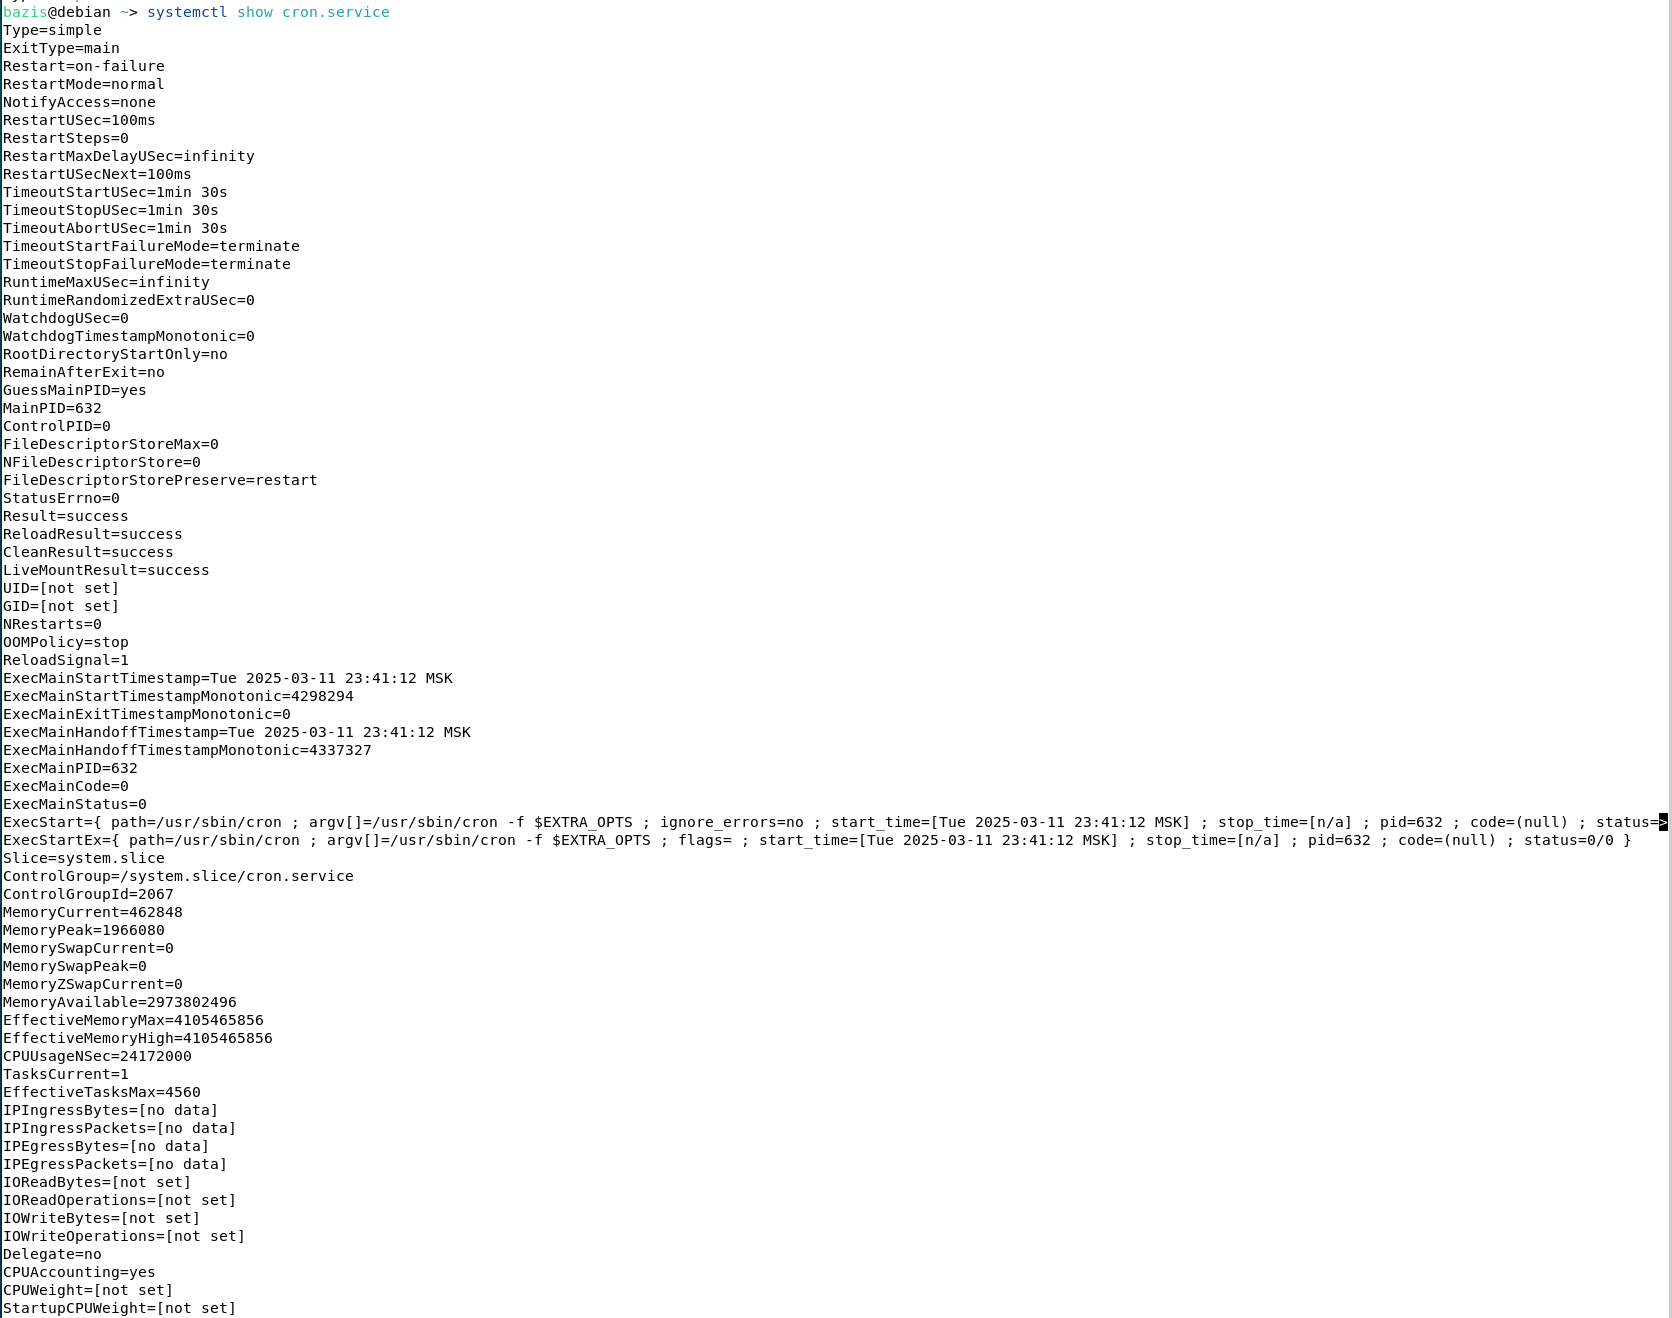 bazis@debian ~> systemctl show cron.service
Type=simple
ExitType=main
Restart=on-failure
RestartMode=normal
NotifyAccess=none
RestartUSec=100ms
RestartSteps=0
RestartMaxDelayUSec=infinity
RestartUSecNext=100ms
TimeoutStartUSec=1min 30s
TimeoutStopUSec=1min 30s
TimeoutAbortUSec=1min 30s
TimeoutStartFailureMode=terminate
TimeoutStopFailureMode=terminate
RuntimeMaxUSec=infinity
RuntimeRandomizedExtraUSec=0
WatchdogUSec=0
WatchdogTimestampMonotonic=0
RootDirectoryStartOnly=no
RemainAfterExit=no
GuessMainPID=yes
MainPID=632
ControlPID=0
FileDescriptorStoreMax=0
NFileDescriptorStore=0
FileDescriptorStorePreserve=restart
StatusErrno=0
Result=success
ReloadResult=success
CleanResult=success
LiveMountResult=success
UID=[not set]
GID=[not set]
NRestarts=0
OOMPolicy=stop
ReloadSignal=1
ExecMainStartTimestamp=Tue 2025-03-11 23:41:12 MSK
ExecMainStartTimestampMonotonic=4298294
ExecMainExitTimestampMonotonic=0
ExecMainHandoffTimestamp=Tue 2025-03-11 23:41:12 MSK
ExecMainHandoffTimestampMonotonic=4337327
ExecMainPID=632
ExecMainCode=0
ExecMainStatus=0
ExecStart={ path=/usr/sbin/cron ; argv[]=/usr/sbin/cron -f $EXTRA_OPTS ; ignore_errors=no ; start_time=[Tue 2025-03-11 23:41:12 MSK] ; stop_time=[n/a] ; pid=632 ; code=(null) ; status=>
ExecStartEx={ path=/usr/sbin/cron ; argv[]=/usr/sbin/cron -f $EXTRA_OPTS ; flags= ; start_time=[Tue 2025-03-11 23:41:12 MSK] ; stop_time=[n/a] ; pid=632 ; code=(null) ; status=0/0 }
Slice=system.slice
ControlGroup=/system.slice/cron.service
ControlGroupId=2067
MemoryCurrent=462848
MemoryPeak=1966080
MemorySwapCurrent=0
MemorySwapPeak=0
MemoryZSwapCurrent=0
MemoryAvailable=2973802496
EffectiveMemoryMax=4105465856
EffectiveMemoryHigh=4105465856
CPUUsageNSec=24172000
TasksCurrent=1
EffectiveTasksMax=4560
IPIngressBytes=[no data]
IPIngressPackets=[no data]
IPEgressBytes=[no data]
IPEgressPackets=[no data]
IOReadBytes=[not set]
IOReadOperations=[not set]
IOWriteBytes=[not set]
IOWriteOperations=[not set]
Delegate=no
CPUAccounting=yes
CPUWeight=[not set]
StartupCPUWeight=[not set]